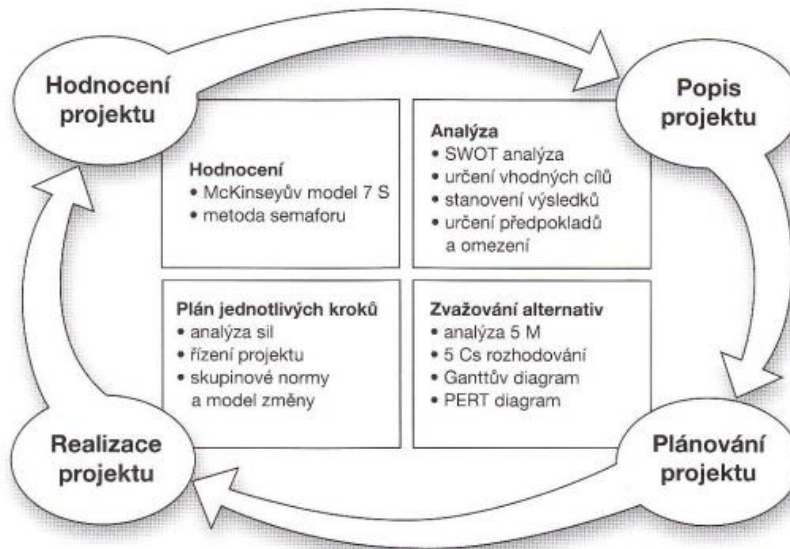 Hodnocení
projektu
Popis
projektu
Hodnocení
• McKinseyův model 7 S
• metoda semaforu
Analýza
• SWOT analýza
• určení vhodných cílů
• stanovení výsledků
• určení předpokladů
a omezení
Plán jednotlivých kroků
• analýza sil
• řízení projektu
• skupinové normy
a model změny
Zvažování alternativ
• analýza 5 M
• 5 Cs rozhodování
• Ganttův diagram
• PERT diagram
Realizace
projektu
Plánování
projektu